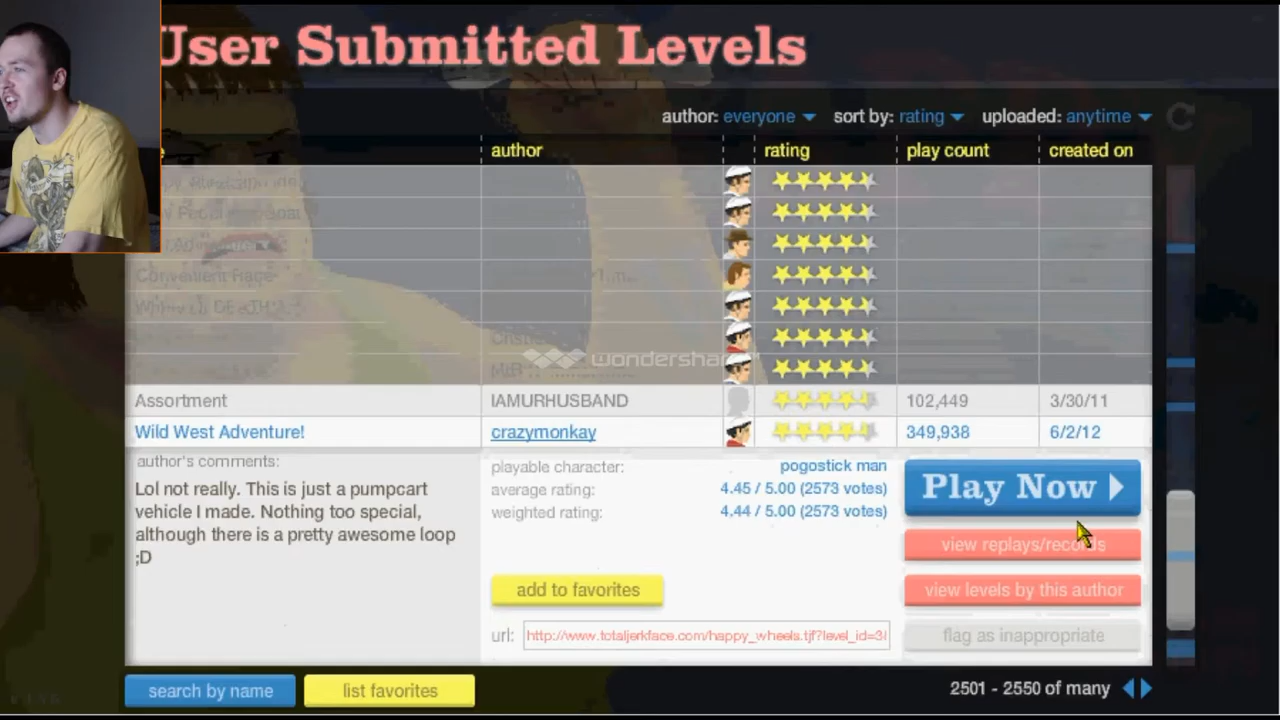 User Submitted Levels
author: everyone sort by: rating uploaded: anytime
author rating play count created on
Convenient Race
wondershare
Assortment IAMURHUSBAND 102,449 3/30/11
Wild West Adventure! crazymonkay 349,938 6/2/12
author's comments:
Lol not really. This is just a pumpcart
vehicle I made. Nothing too special,
although there is a pretty awesome loop
;D
playable character: pogostick man
average rating: 4.45 / 5.00 (2573 votes)
weighted rating: 4.44 / 5.00 (2573 votes)
add to favorites
url: http://www.totaljerkface.com/happy_wheels.tjf?level_id=3
Play Now
view replays/records
view levels by this author
flag as inappropriate
search by name list favorites 2501 - 2550 of many